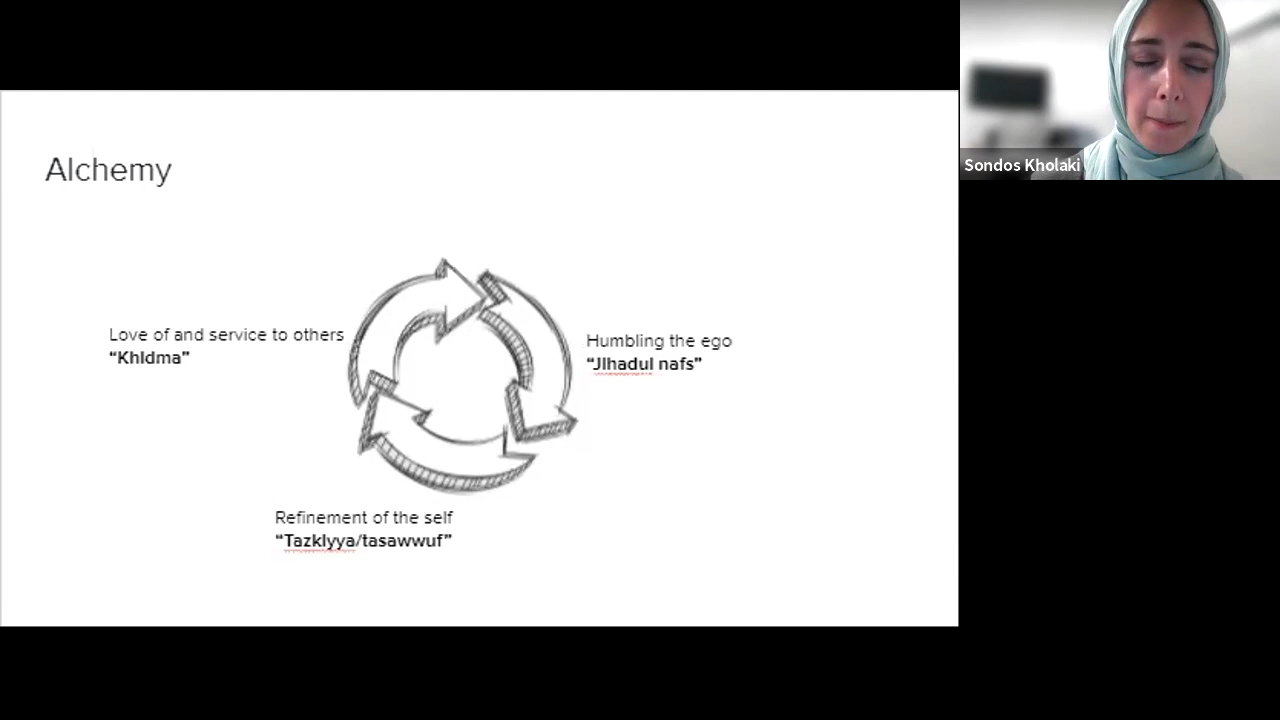 Alchemy
Love of and service to others
“Khidma”
Humbling the ego
“Jihadul nafs”
Refinement of the self
“Tazkiyya/tasawwuf”
Sondos Kholaki